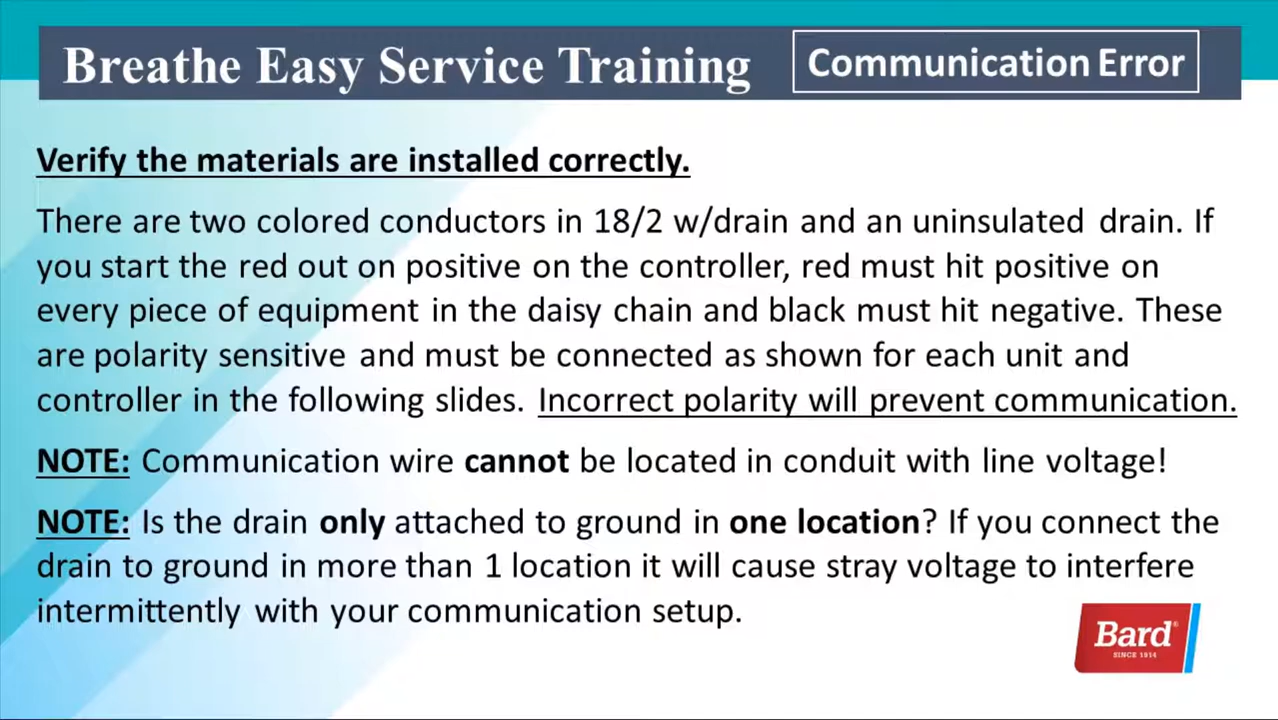 Breathe Easy Service Training
Communication Error
Verify the materials are installed correctly.
There are two colored conductors in 18/2 w/drain and an uninsulated drain. If
you start the red out on positive on the controller, red must hit positive on
every piece of equipment in the daisy chain and black must hit negative. These
are polarity sensitive and must be connected as shown for each unit and
controller in the following slides. Incorrect polarity will prevent communication.
NOTE: Communication wire cannot be located in conduit with line voltage!
NOTE: Is the drain only attached to ground in one location? If you connect the
drain to ground in more than 1 location it will cause stray voltage to interfere
intermittently with your communication setup.
Bard®
SINCE 1914